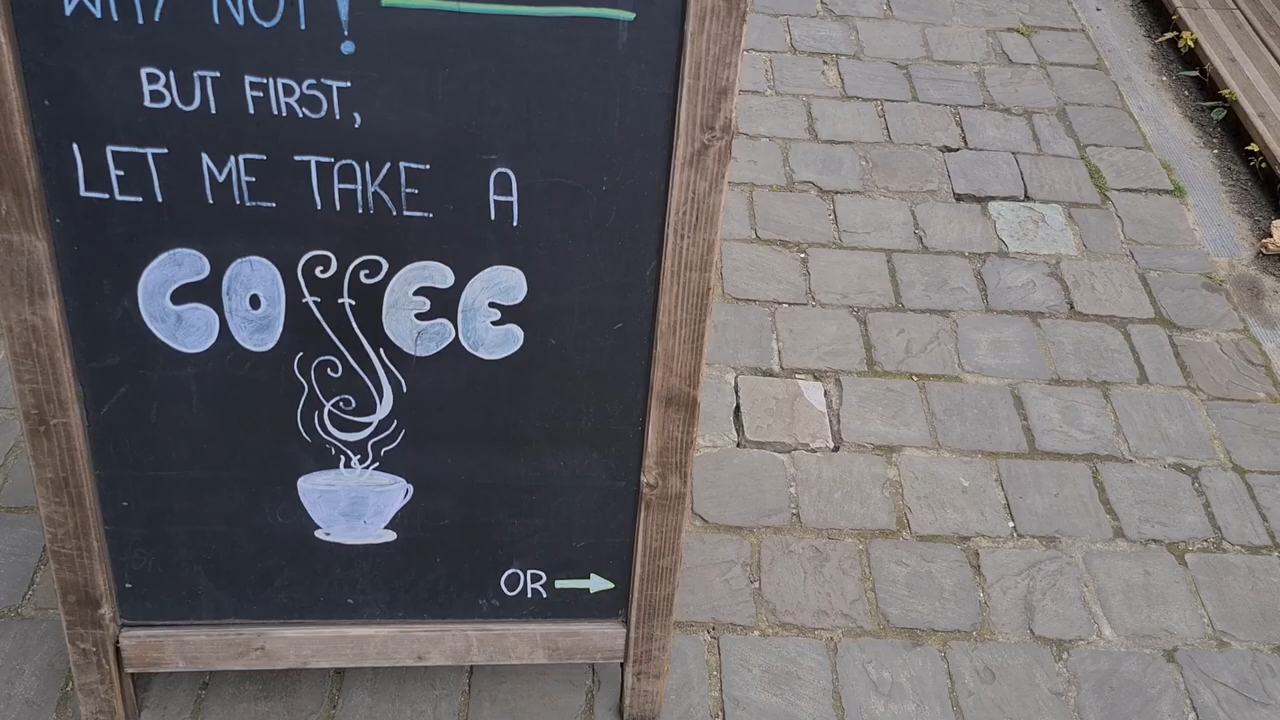 WHY NOT!
BUT FIRST,
LET ME TAKE A
COFFEE
OR →